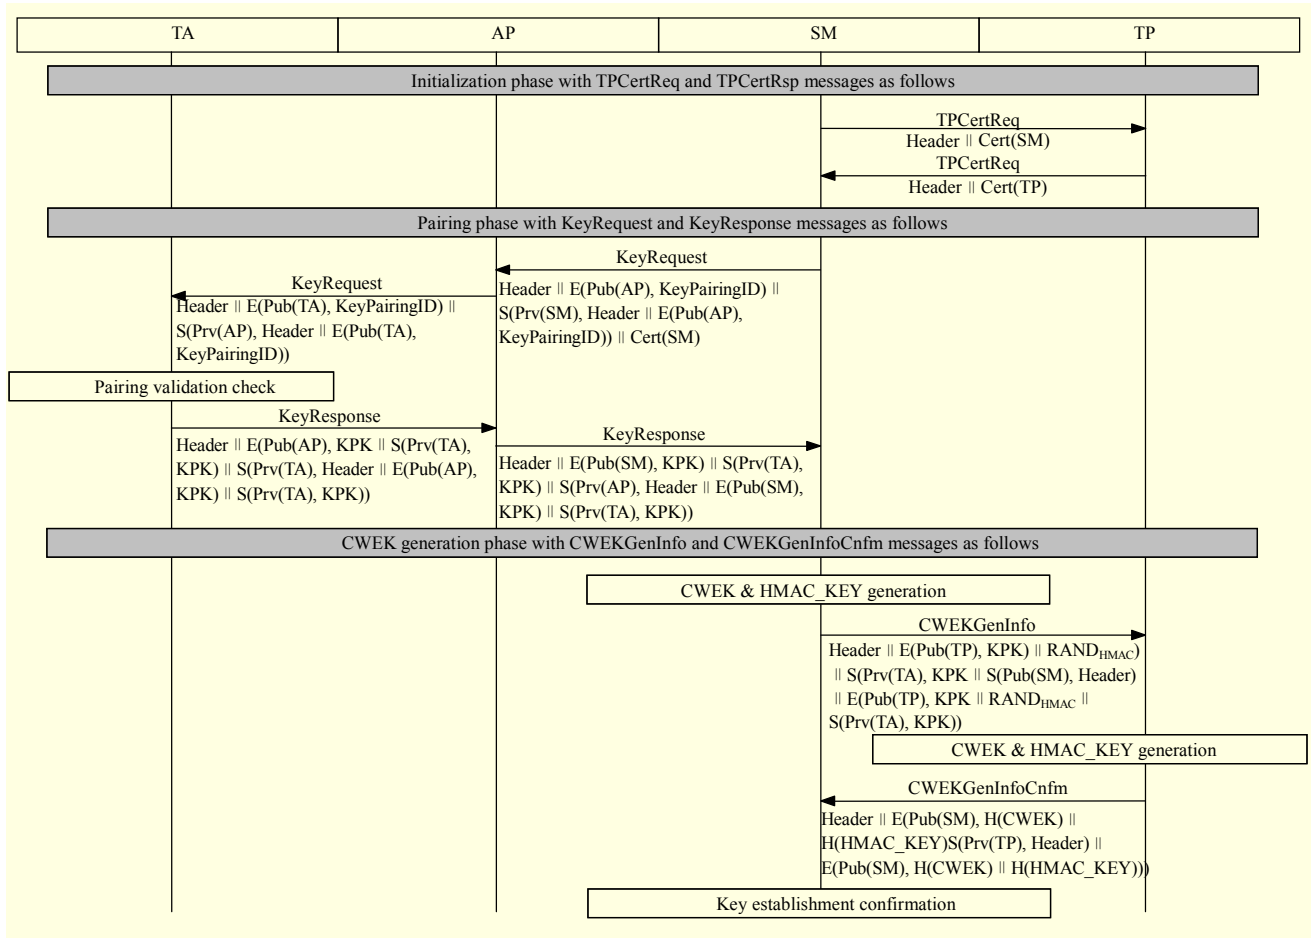 TA
AP
SM
TP
Initialization phase with TPCertReq and TPCertRsp messages as follows
TPCertReq
Header || Cert(SM)
TPCertReq
Header || Cert(TP)
Pairing phase with KeyRequest and KeyResponse messages as follows
KeyRequest
Header || E(Pub(AP), KeyPairingID) ||
S(Prv(SM), Header || E(Pub(AP),
KeyPairingID)) || Cert(SM)
KeyRequest
Header || E(Pub(TA), KeyPairingID) ||
S(Prv(AP), Header || E(Pub(TA),
KeyPairingID))
Pairing validation check
KeyResponse
Header || E(Pub(AP), KPK || S(Prv(TA),
KPK) || S(Prv(TA), Header || E(Pub(AP),
KPK) || S(Prv(TA), KPK))
KeyResponse
Header || E(Pub(SM), KPK) || S(Prv(TA),
KPK) || S(Prv(AP), Header || E(Pub(SM),
KPK) || S(Prv(TA), KPK))
CWEK generation phase with CWEKGenInfo and CWEKGenInfoCnfm messages as follows
CWEK & HMAC_KEY generation
CWEKGenInfo
Header || E(Pub(TP), KPK) || RANDHMAC)
|| S(Prv(TA), KPK || S(Pub(SM), Header)
|| E(Pub(TP), KPK || RANDHMAC ||
S(Prv(TA), KPK))
CWEK & HMAC_KEY generation
CWEKGenInfoCnfm
Header || E(Pub(SM), H(CWEK) ||
H(HMAC_KEY)S(Prv(TP), Header) ||
E(Pub(SM), H(CWEK) || H(HMAC_KEY)))
Key establishment confirmation